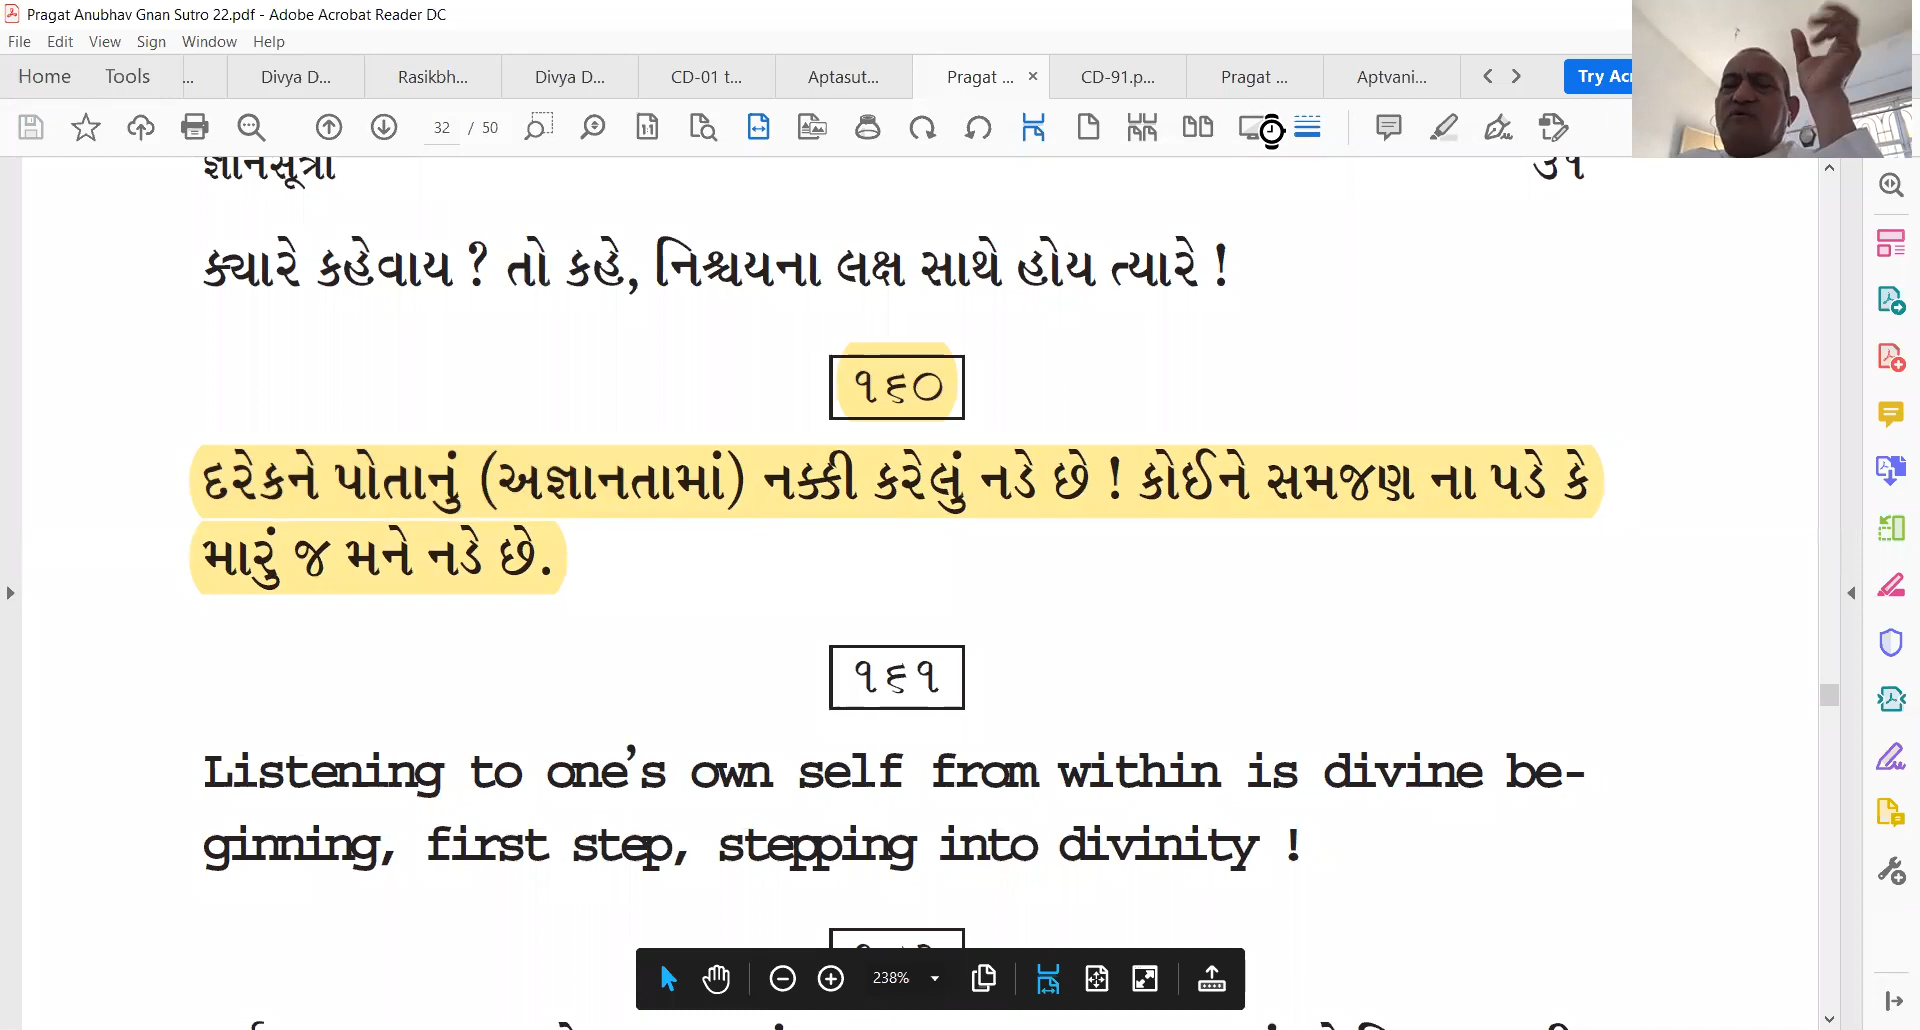 Pragat Anubhav Gnan Sutro 22.pdf - Adobe Acrobat Reader DC
File Edit View Sign Window Help
Home Tools ... Divya D... Rasikbh... Divya D... CD-01 t... Aptasut... Pragat ... × CD-91.p... Pragat ... Aptvani... Try Acr
32 / 50
જ્ઞાનસૂત્રો ૩૧
ક્યારે કહેવાય ? તો કહે, નિશ્ચયના લક્ષ સાથે હોય ત્યારે !
૧૬૦
દરેકને પોતાનું (અજ્ઞાનતામાં) નક્કી કરેલું નડે છે ! કોઈને સમજણ ના પડે કે
મારું જ મને નડે છે.
૧૬૧
Listening to one's own self from within is divine be-
ginning, first step, stepping into divinity !
238%